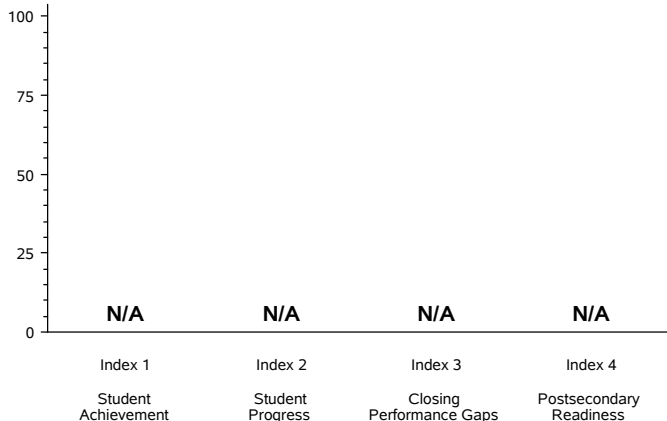 100
75
50
25
0
N/A N/A N/A N/A
Index 1 Index 2 Index 3 Index 4
Student Student Closing Postsecondary
Achievement Progress Performance Gaps Readiness